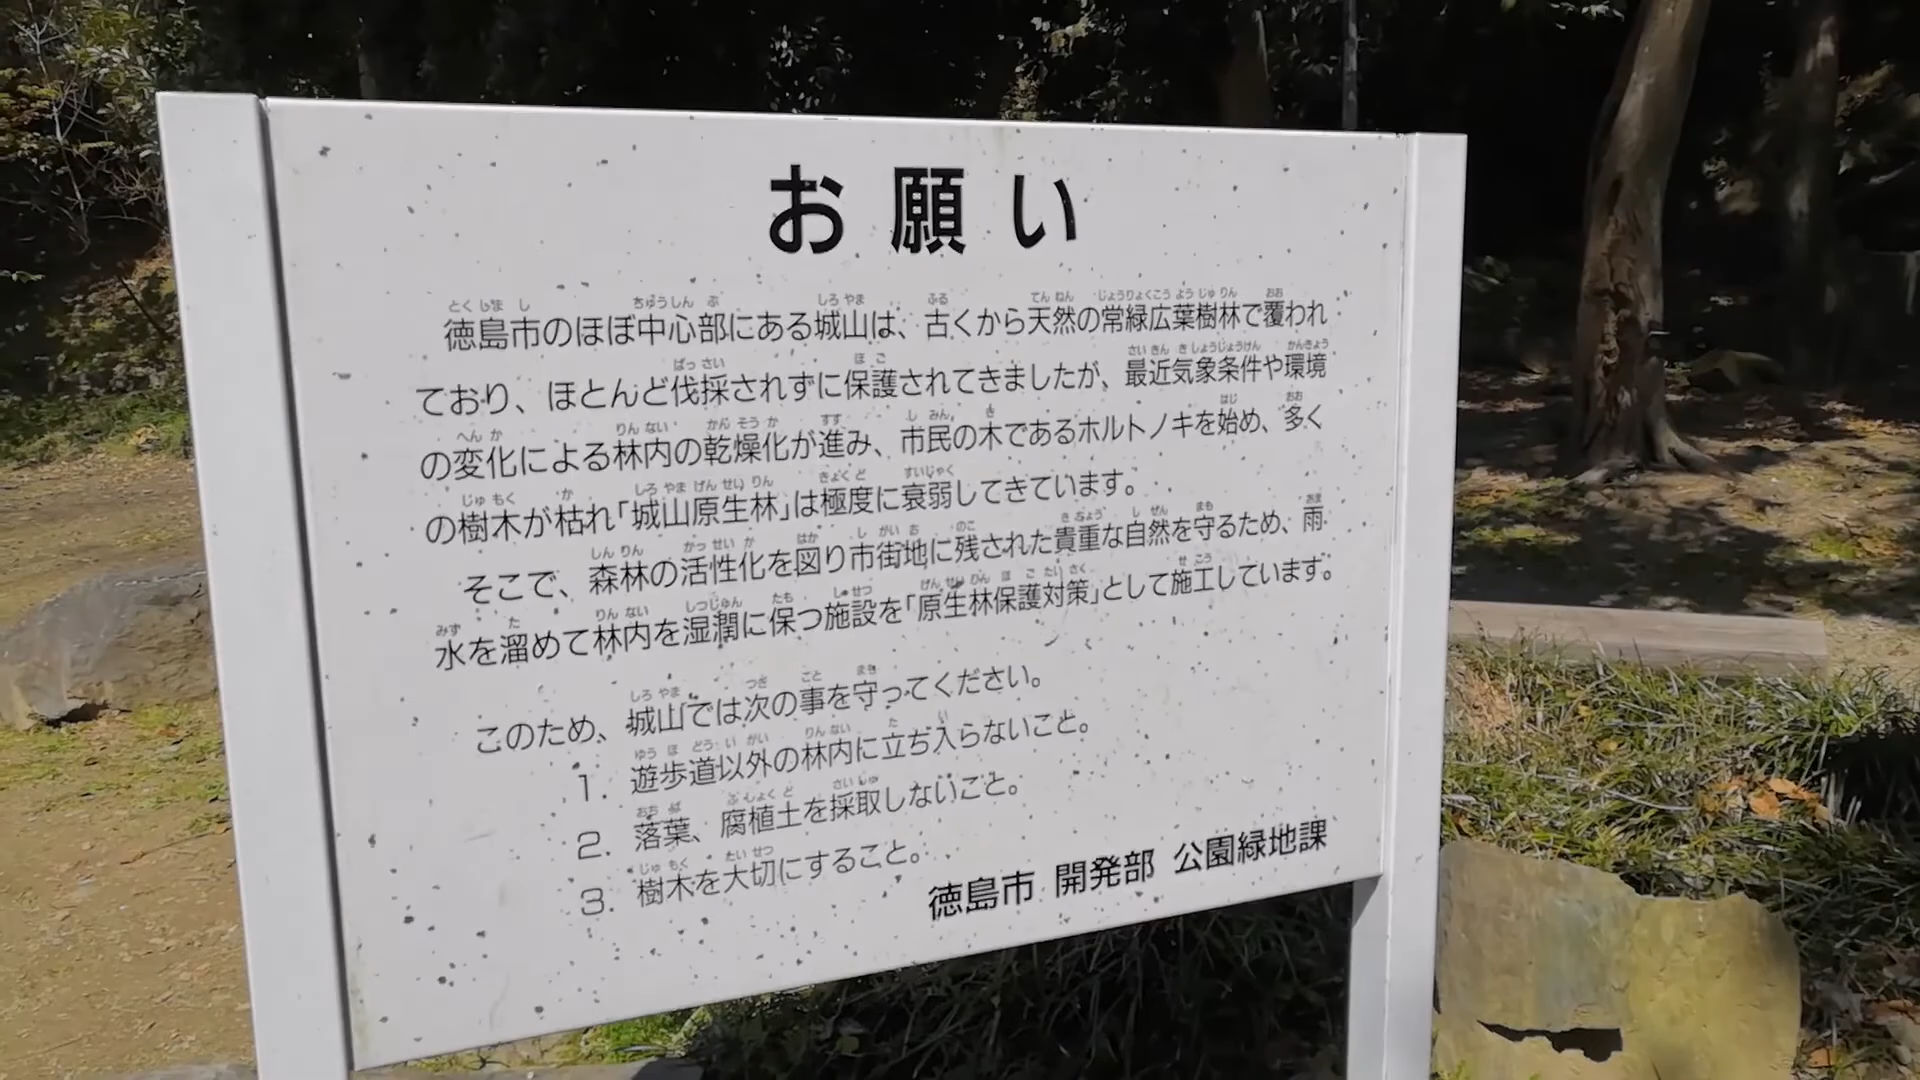 お願い
徳島市のほぼ中心部にある城山は、古くから天然の常緑広葉樹林で覆われ
ており、ほとんど伐採されずに保護されてきましたが、最近気象条件や環境
の変化による林内の乾燥化が進み、市民の木であるホルトノキを始め、多く
の樹木が枯れ「城山原生林」は極度に衰弱してきています。
そこで、森林の活性化を図り市街地に残された貴重な自然を守るため、雨
水を溜めて林内を湿潤に保つ施設を「原生林保護対策」として施工しています。
このため、城山では次の事を守ってください。
1. 遊歩道以外の林内に立ち入らないこと。
2. 落葉、腐植土を採取しないこと。
3. 樹木を大切にすること。
徳島市 開発部 公園緑地課